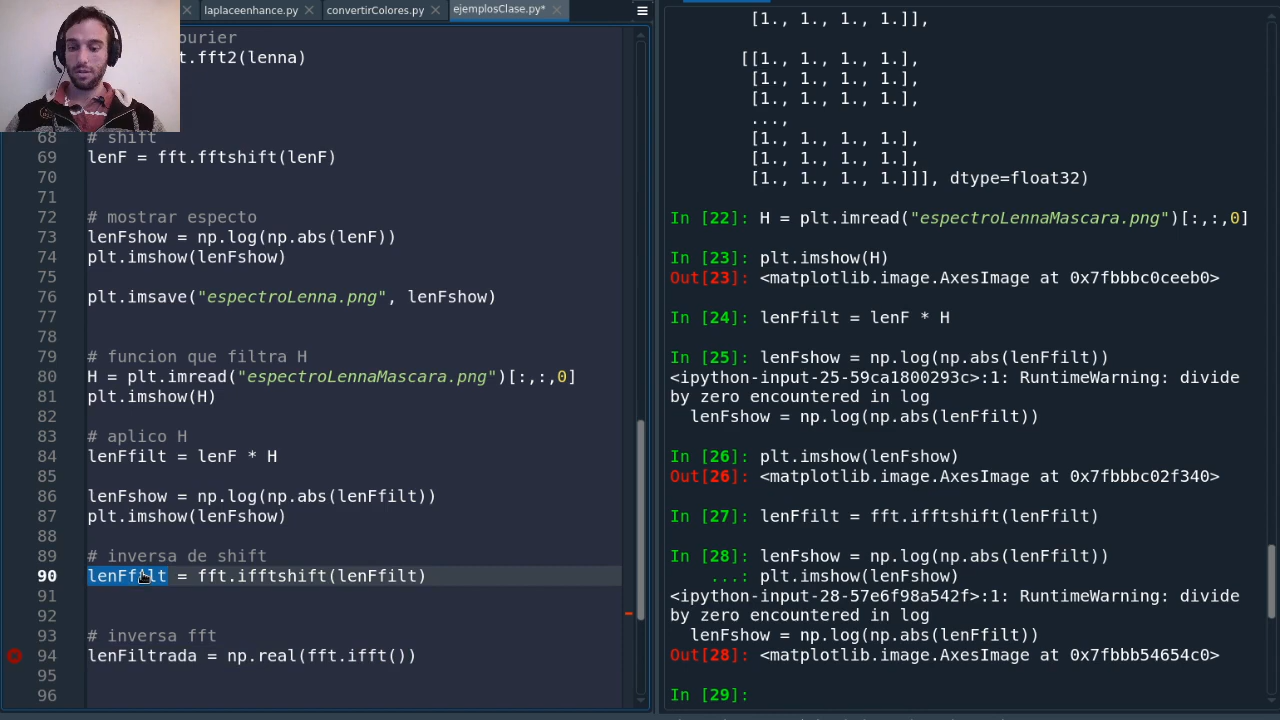 laplaceenhance.py convertirColores.py ejemplosClase.py*
ourier
t.fft2(lenna)
68 # shift
69 lenF = fft.fftshift(lenF)
70
71
72 # mostrar especto
73 lenFshow = np.log(np.abs(lenF))
74 plt.imshow(lenFshow)
75
76 plt.imsave("espectroLenna.png", lenFshow)
77
78
79 # funcion que filtra H
80 H = plt.imread("espectroLennaMascara.png")[:,:,0]
81 plt.imshow(H)
82
83 # aplico H
84 lenFfilt = lenF * H
85
86 lenFshow = np.log(np.abs(lenFfilt))
87 plt.imshow(lenFshow)
88
89 # inversa de shift
90 lenFfilt = fft.ifftshift(lenFfilt)
91
92
93 # inversa fft
94 lenFiltrada = np.real(fft.ifft())
95
96
[1., 1., 1., 1.]],
[[1., 1., 1., 1.],
[1., 1., 1., 1.],
[1., 1., 1., 1.],
...,
[1., 1., 1., 1.],
[1., 1., 1., 1.],
[1., 1., 1., 1.]]], dtype=float32)
In [22]: H = plt.imread("espectroLennaMascara.png")[:,:,0]
In [23]: plt.imshow(H)
Out[23]: <matplotlib.image.AxesImage at 0x7fbbbc0ceeb0>
In [24]: lenFfilt = lenF * H
In [25]: lenFshow = np.log(np.abs(lenFfilt))
<ipython-input-25-59ca1800293c>:1: RuntimeWarning: divide
by zero encountered in log
lenFshow = np.log(np.abs(lenFfilt))
In [26]: plt.imshow(lenFshow)
Out[26]: <matplotlib.image.AxesImage at 0x7fbbbc02f340>
In [27]: lenFfilt = fft.ifftshift(lenFfilt)
In [28]: lenFshow = np.log(np.abs(lenFfilt))
...: plt.imshow(lenFshow)
<ipython-input-28-57e6f98a542f>:1: RuntimeWarning: divide
by zero encountered in log
lenFshow = np.log(np.abs(lenFfilt))
Out[28]: <matplotlib.image.AxesImage at 0x7fbbb54654c0>
In [29]: